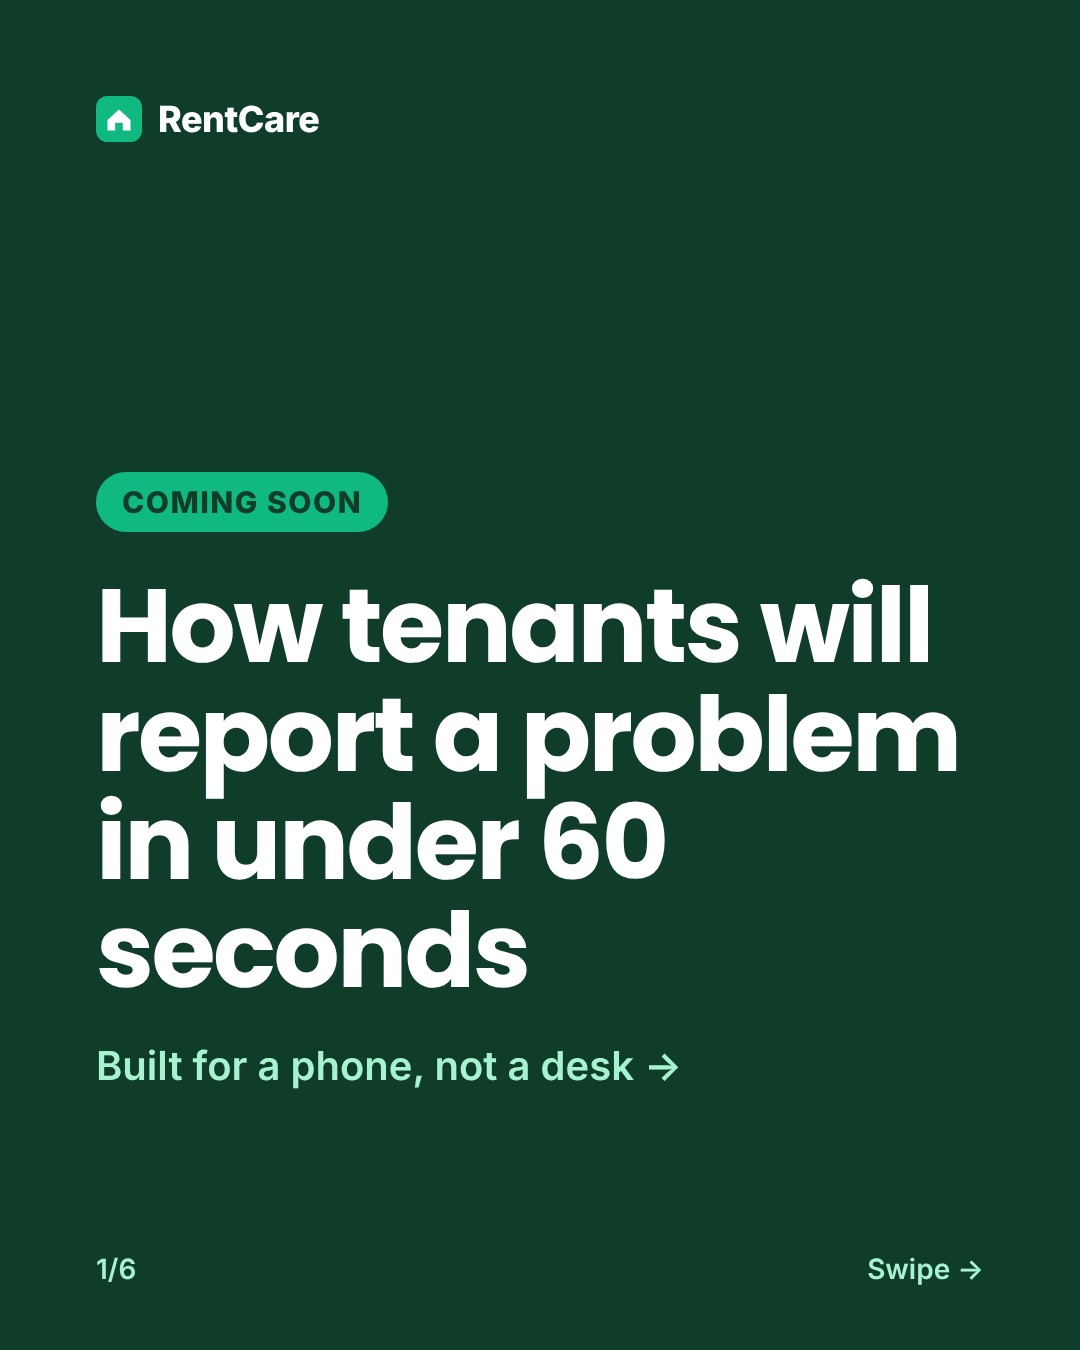 RentCare
COMING SOON
How tenants will
report a problem
in under 60
seconds
Built for a phone, not a desk →
1/6
Swipe →